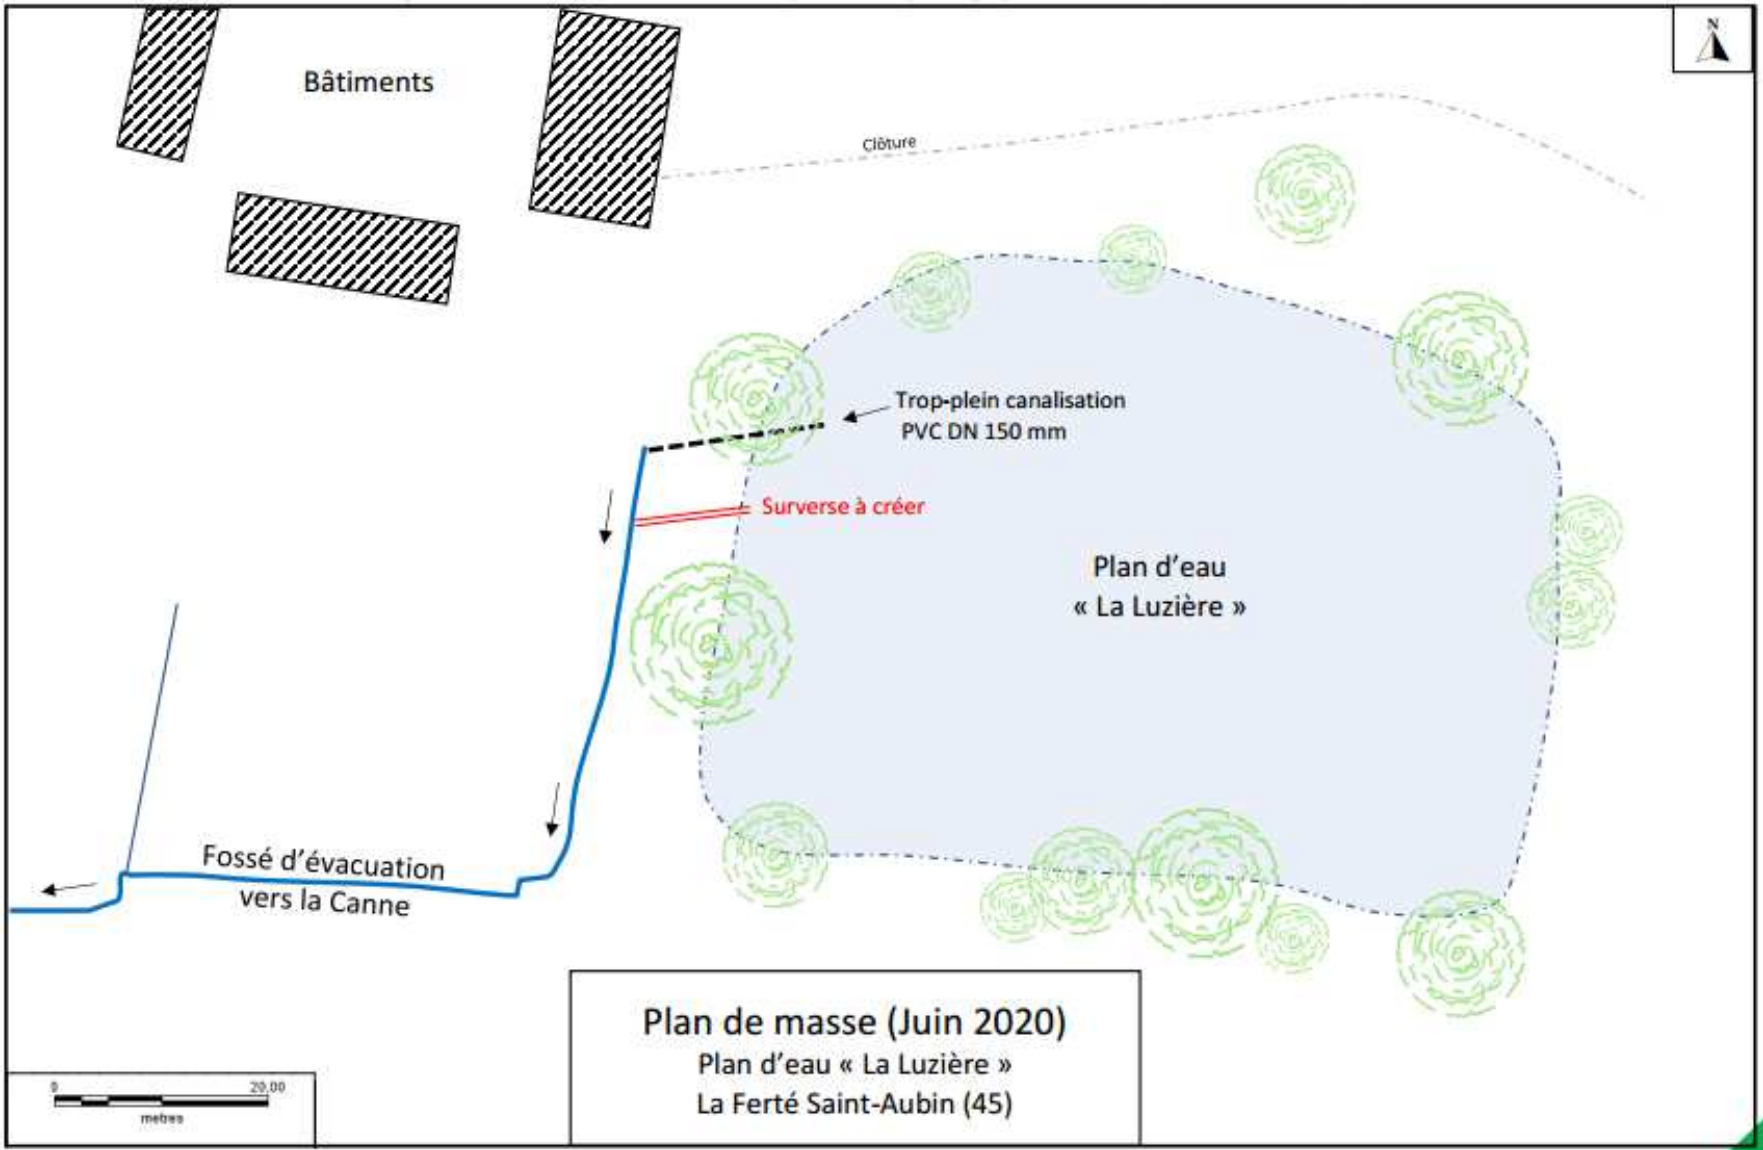 N
Bâtiments
Clôture
Trop-plein canalisation
PVC DN 150 mm
Surverse à créer
Plan d’eau
« La Luzière »
Fossé d’évacuation
vers la Canne
Plan de masse (Juin 2020)
Plan d’eau « La Luzière »
La Ferté Saint-Aubin (45)
0 20,00
metres